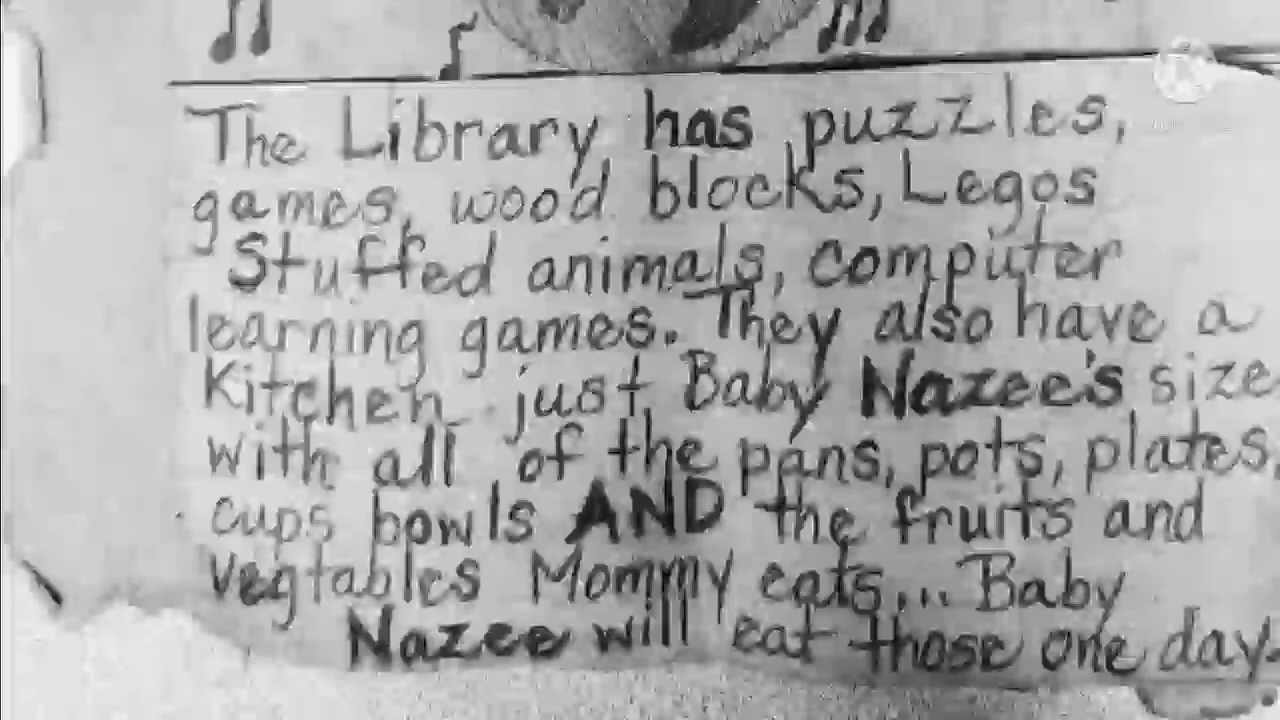 The Library has puzzles,
games, wood blocks, Legos
Stuffed animals, computer
learning games. They also have a
Kitchen just Baby Nazee's size
with all of the pans, pots, plates,
cups bowls AND the fruits and
Vegtables Mommy eats... Baby
Nazee will eat those one day.